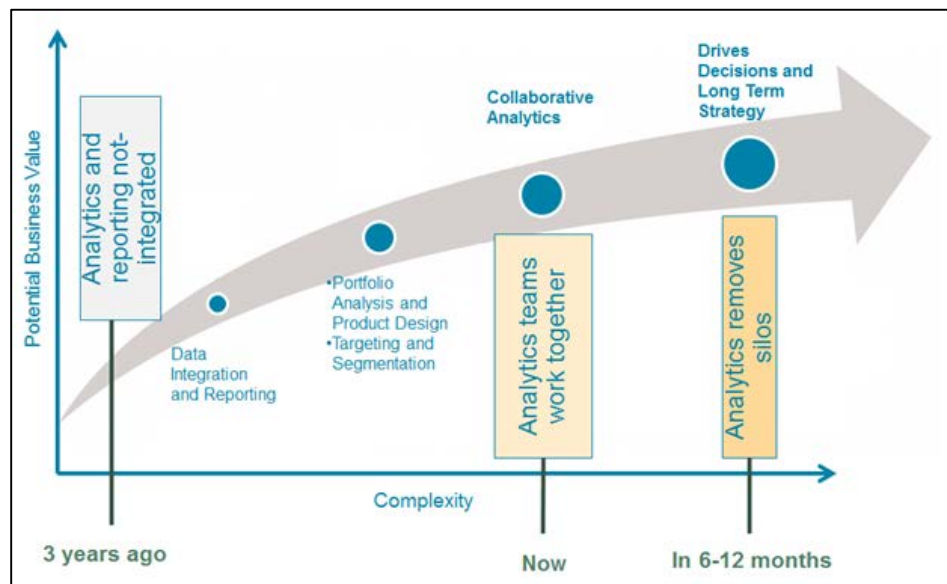 Potential Business Value
Analytics and
reporting not-
integrated
Data
Integration
and Reporting
•Portfolio
Analysis and
Product Design
•Targeting and
Segmentation
Collaborative
Analytics
Analytics teams
work together
Drives
Decisions and
Long Term
Strategy
Analytics removes
silos
Complexity
3 years ago
Now
In 6-12 months